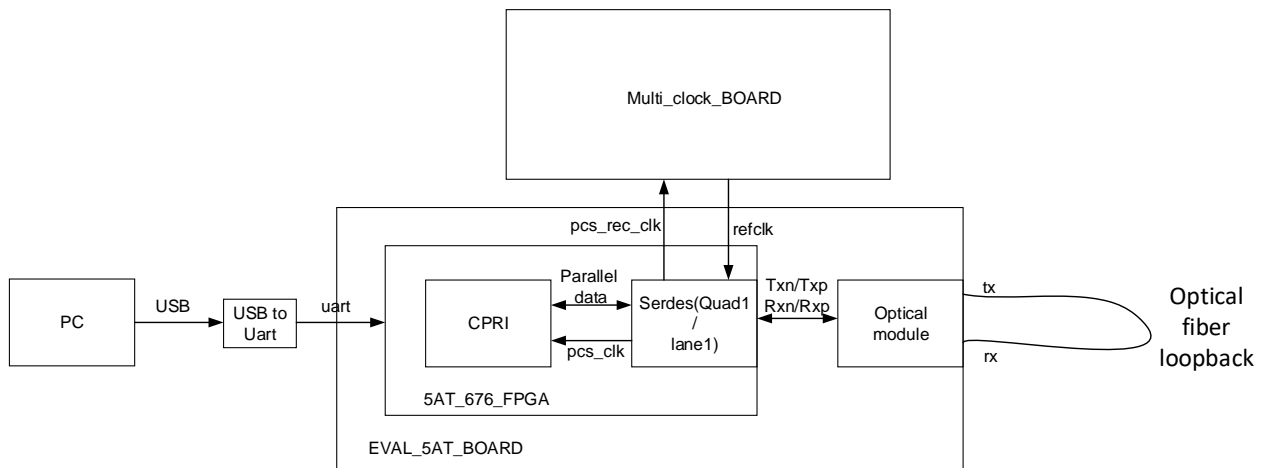 Multi_clock_BOARD
pcs_rec_clk
refclk
PC
USB
USB to
Uart
uart
CPRI
Parallel
data
pcs_clk
Serdes(Quad1
/
lane1)
Txn/Txp
Rxn/Rxp
Optical
module
tx
rx
Optical
fiber
loopback
5AT_676_FPGA
EVAL_5AT_BOARD